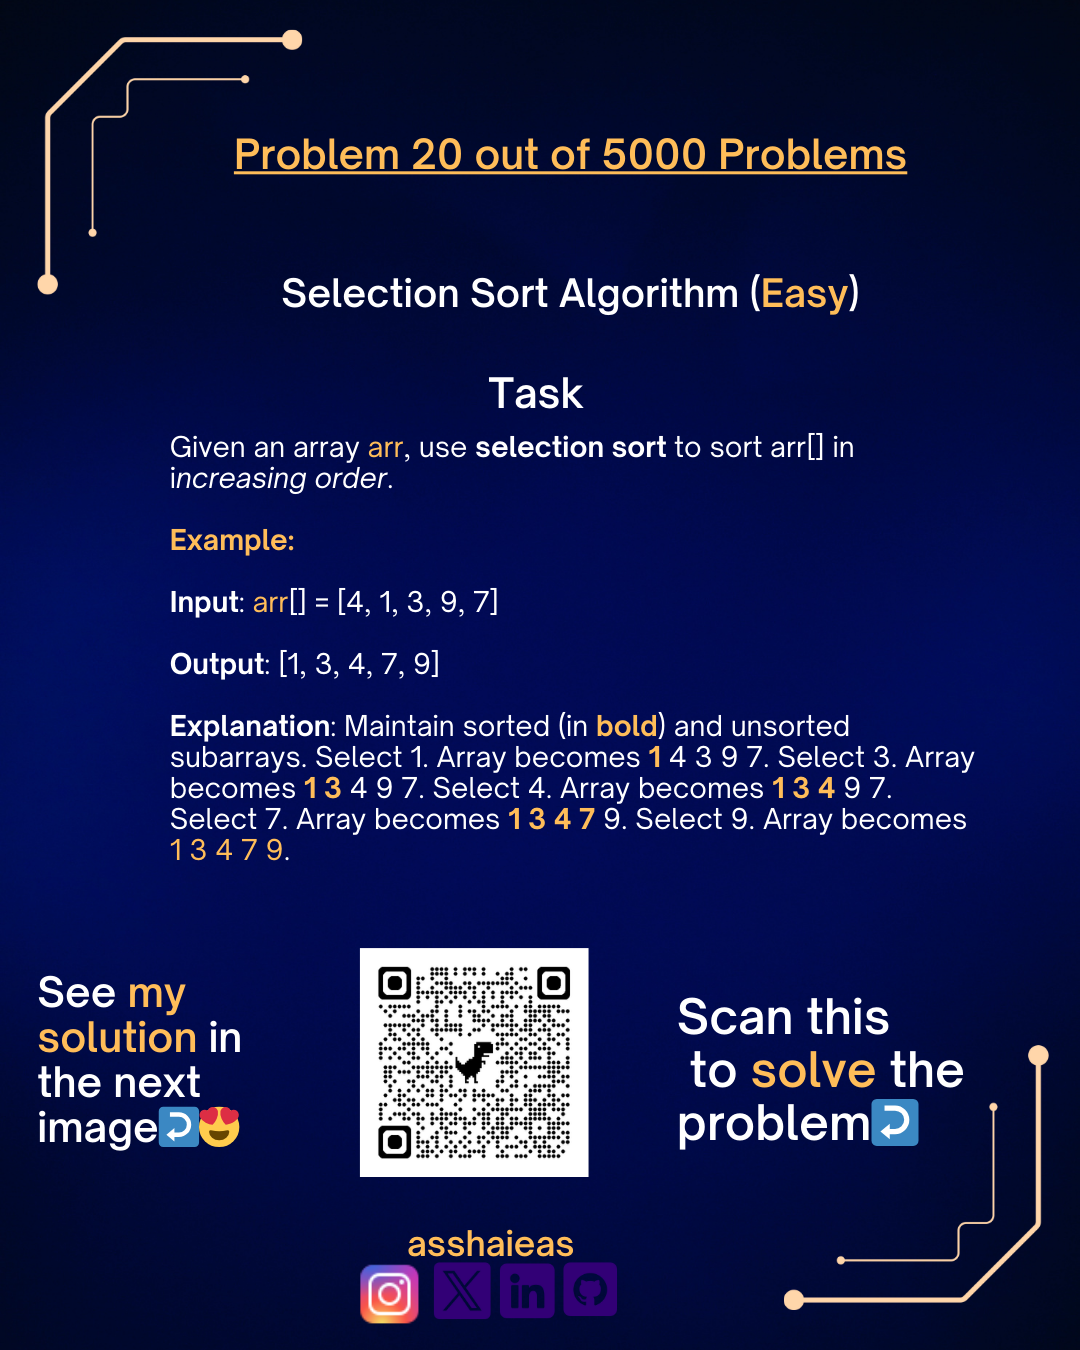 Problem 20 out of 5000 Problems
Selection Sort Algorithm (Easy)
Task
Given an array arr, use selection sort to sort arr[] in
increasing order.
Example:
Input: arr[] = [4, 1, 3, 9, 7]
Output: [1, 3, 4, 7, 9]
Explanation: Maintain sorted (in bold) and unsorted
subarrays. Select 1. Array becomes 1 4 3 9 7. Select 3. Array
becomes 1 3 4 9 7. Select 4. Array becomes 1 3 4 9 7.
Select 7. Array becomes 1 3 4 7 9. Select 9. Array becomes
1 3 4 7 9.
See my
solution in
the next
image↩️😍
Scan this
to solve the
problem↩️
asshaieas